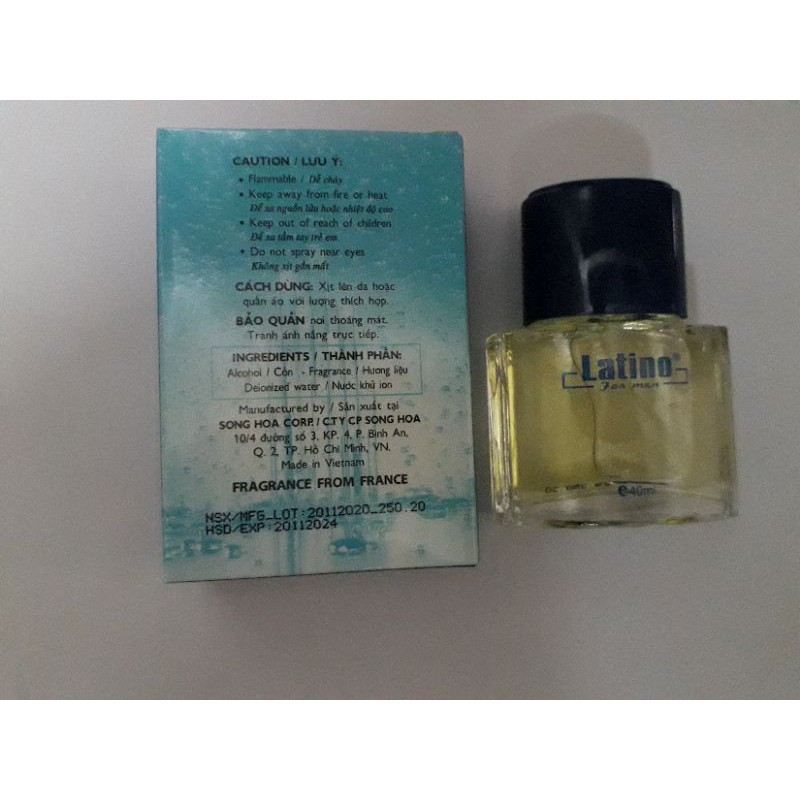 CAUTION / LƯU Ý:
• Flammable / Dễ cháy
• Keep away from fire or heat
Để xa nguồn lửa hoặc nhiệt độ cao
• Keep out of reach of children
Để xa tầm tay trẻ em
• Do not spray near eyes
Không xịt gần mắt
CÁCH DÙNG: Xịt lên da hoặc
quần áo với lượng thích hợp.
BẢO QUẢN nơi thoáng mát.
Tránh ánh nắng trực tiếp.
INGREDIENTS / THÀNH PHẦN:
Alcohol / Cồn - Fragrance / Hương liệu
Deionized water / Nước khử ion
Manufactured by / Sản xuất tại
SONG HOA CORP. / C.TY CP SONG HOA
10/4 đường số 3, KP. 4, P. Bình An,
Q. 2, TP. Hồ Chí Minh, VN.
Made in Vietnam
FRAGRANCE FROM FRANCE
NSX/MFG_LOT:20112020_250.20
HSD/EXP:20112024
Latino®
For men
℮40ml